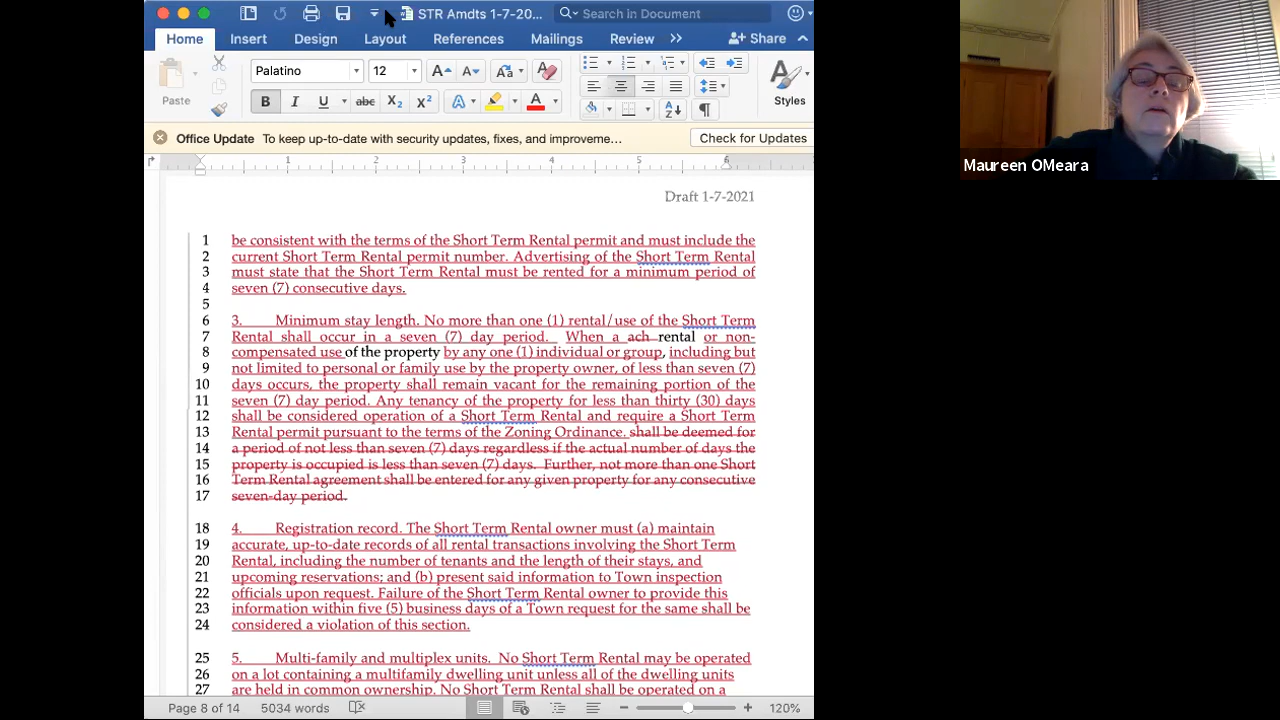 STR Amdts 1-7-20...
Search in Document
Home Insert Design Layout References Mailings Review >> Share
Paste
Palatino 12
B I U abc X₂ X²
Styles
Office Update To keep up-to-date with security updates, fixes, and improveme... Check for Updates
1 2 3 4 5 6
Draft 1-7-2021
1 be consistent with the terms of the Short Term Rental permit and must include the
2 current Short Term Rental permit number. Advertising of the Short Term Rental
3 must state that the Short Term Rental must be rented for a minimum period of
4 seven (7) consecutive days.
5
6 3. Minimum stay length. No more than one (1) rental/use of the Short Term
7 Rental shall occur in a seven (7) day period. When a ach rental or non-
8 compensated use of the property by any one (1) individual or group, including but
9 not limited to personal or family use by the property owner, of less than seven (7)
10 days occurs, the property shall remain vacant for the remaining portion of the
11 seven (7) day period. Any tenancy of the property for less than thirty (30) days
12 shall be considered operation of a Short Term Rental and require a Short Term
13 Rental permit pursuant to the terms of the Zoning Ordinance. shall be deemed for
14 a period of not less than seven (7) days regardless if the actual number of days the
15 property is occupied is less than seven (7) days. Further, not more than one Short
16 Term Rental agreement shall be entered for any given property for any consecutive
17 seven-day period.
18 4. Registration record. The Short Term Rental owner must (a) maintain
19 accurate, up-to-date records of all rental transactions involving the Short Term
20 Rental, including the number of tenants and the length of their stays, and
21 upcoming reservations; and (b) present said information to Town inspection
22 officials upon request. Failure of the Short Term Rental owner to provide this
23 information within five (5) business days of a Town request for the same shall be
24 considered a violation of this section.
25 5. Multi-family and multiplex units. No Short Term Rental may be operated
26 on a lot containing a multifamily dwelling unit unless all of the dwelling units
27 are held in common ownership. No Short Term Rental shall be operated on a
Page 8 of 14 5034 words 120%
Maureen OMeara